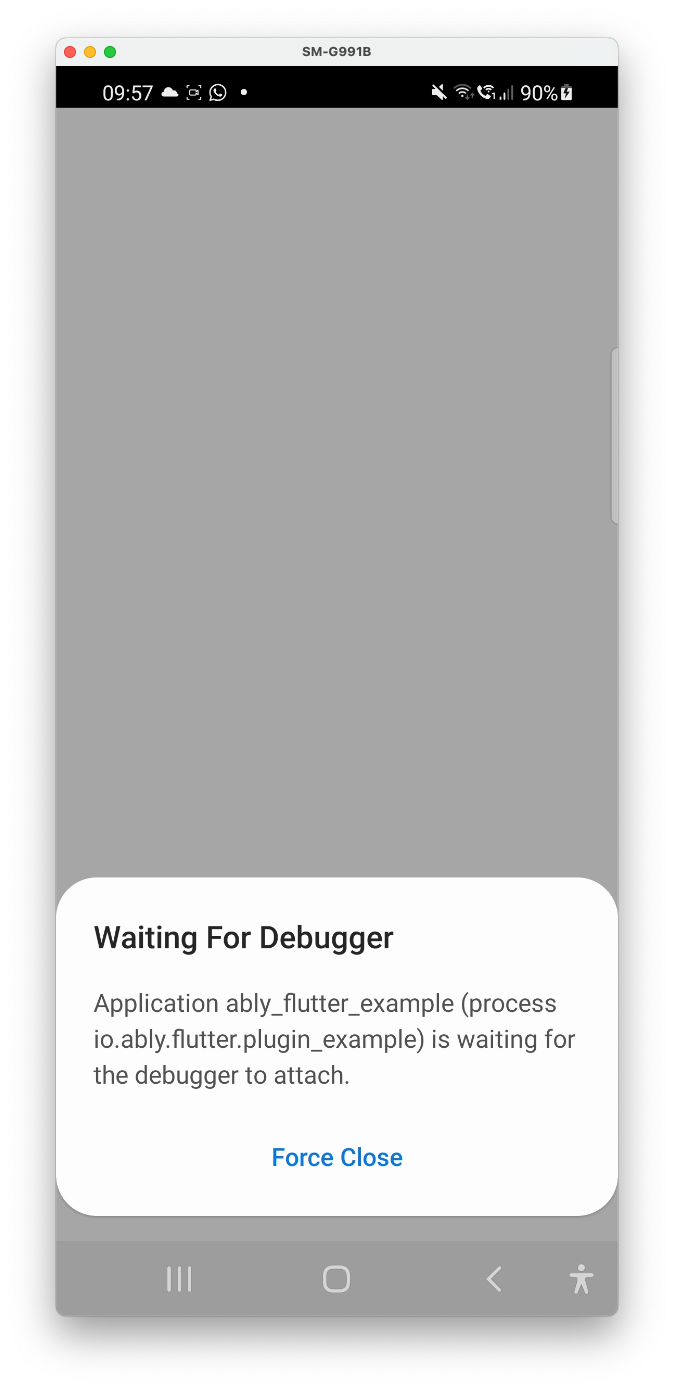 SM-G991B
09:57 90%
Waiting For Debugger
Application ably_flutter_example (process
io.ably.flutter.plugin_example) is waiting for
the debugger to attach.
Force Close